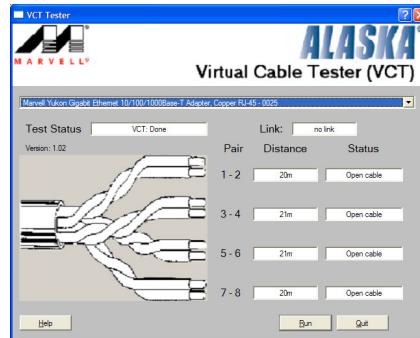 VCT Tester
MARVELL®
ALASKA®
Virtual Cable Tester (VCT)
Marvell Yukon Gigabit Ethernet 10/100/1000Base-T Adapter, Copper RJ-45 - 0025
Test Status VCT: Done Link: no link
Version: 1.02
Pair Distance Status
1 - 2 20m Open cable
3 - 4 21m Open cable
5 - 6 21m Open cable
7 - 8 20m Open cable
Help Run Quit